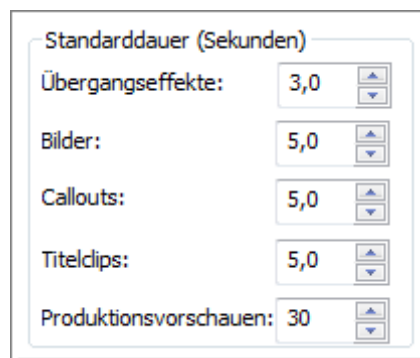 Standarddauer (Sekunden)
Übergangseffekte: 3,0
Bilder: 5,0
Callouts: 5,0
Titelclips: 5,0
Produktionsvorschauen: 30